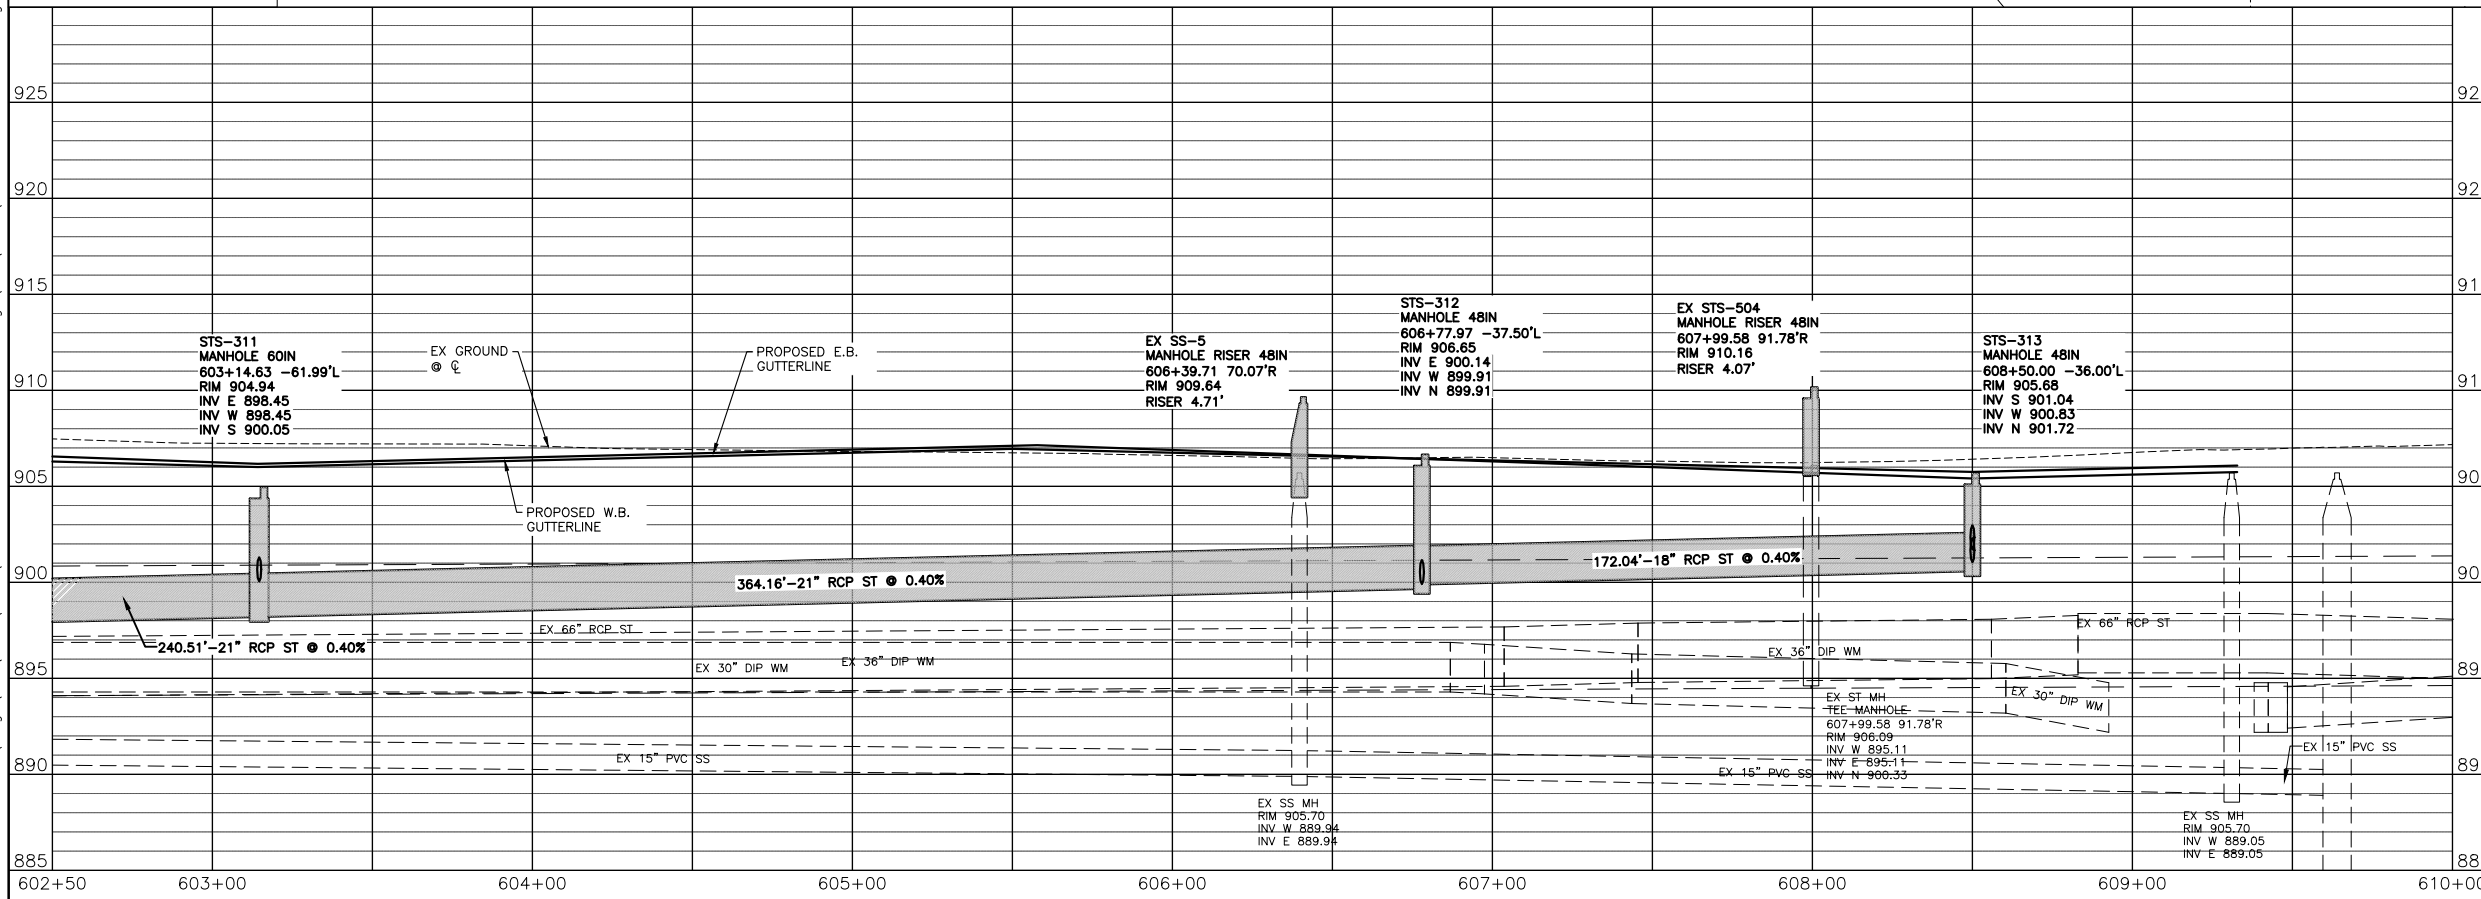 925
92
920
92
915
91
910
91
905
90
900
90
895
89
890
89
885
88
STS-311
MANHOLE 60IN
603+14.63 -61.99'L
RIM 904.94
INV E 898.45
INV W 898.45
INV S 900.05
EX GROUND
@ ℄
PROPOSED E.B.
GUTTERLINE
PROPOSED W.B.
GUTTERLINE
EX SS-5
MANHOLE RISER 48IN
606+39.71 70.07'R
RIM 909.64
RISER 4.71'
STS-312
MANHOLE 48IN
606+77.97 -37.50'L
RIM 906.65
INV E 900.14
INV W 899.91
INV N 899.91
EX STS-504
MANHOLE RISER 48IN
607+99.58 91.78'R
RIM 910.16
RISER 4.07'
STS-313
MANHOLE 48IN
608+50.00 -36.00'L
RIM 905.68
INV S 901.04
INV W 900.83
INV N 901.72
240.51'-21" RCP ST @ 0.40%
364.16'-21" RCP ST @ 0.40%
172.04'-18" RCP ST @ 0.40%
EX 66" RCP ST
EX 30" DIP WM
EX 36" DIP WM
EX 36" DIP WM
EX 66" RCP ST
EX 30" DIP WM
EX ST MH
TEE MANHOLE
607+99.58 91.78'R
RIM 906.09
INV W 895.11
INV E 895.11
INV N 900.33
EX 15" PVC SS
EX 15" PVC SS
EX 15" PVC SS
EX SS MH
RIM 905.70
INV W 889.94
INV E 889.94
EX SS MH
RIM 905.70
INV W 889.05
INV E 889.05
602+50
603+00
604+00
605+00
606+00
607+00
608+00
609+00
610+00